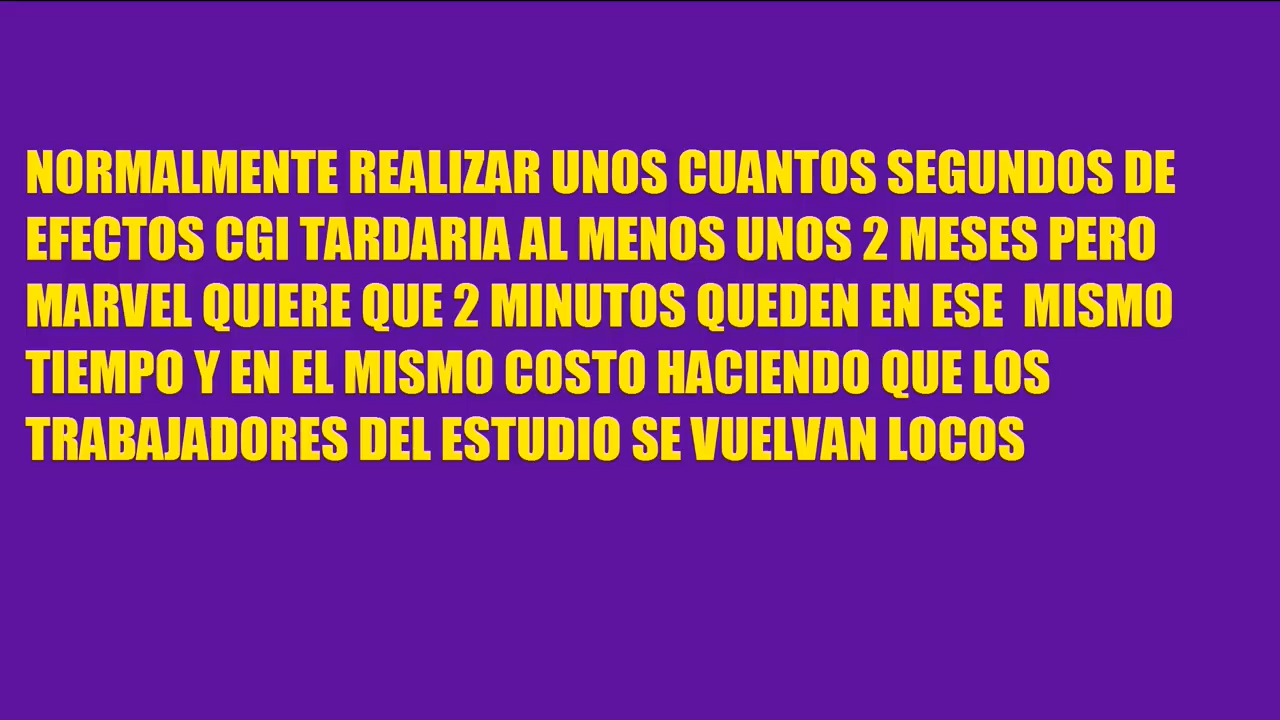 NORMALMENTE REALIZAR UNOS CUANTOS SEGUNDOS DE
EFECTOS CGI TARDARIA AL MENOS UNOS 2 MESES PERO
MARVEL QUIERE QUE 2 MINUTOS QUEDEN EN ESE  MISMO
TIEMPO Y EN EL MISMO COSTO HACIENDO QUE LOS
TRABAJADORES DEL ESTUDIO SE VUELVAN LOCOS